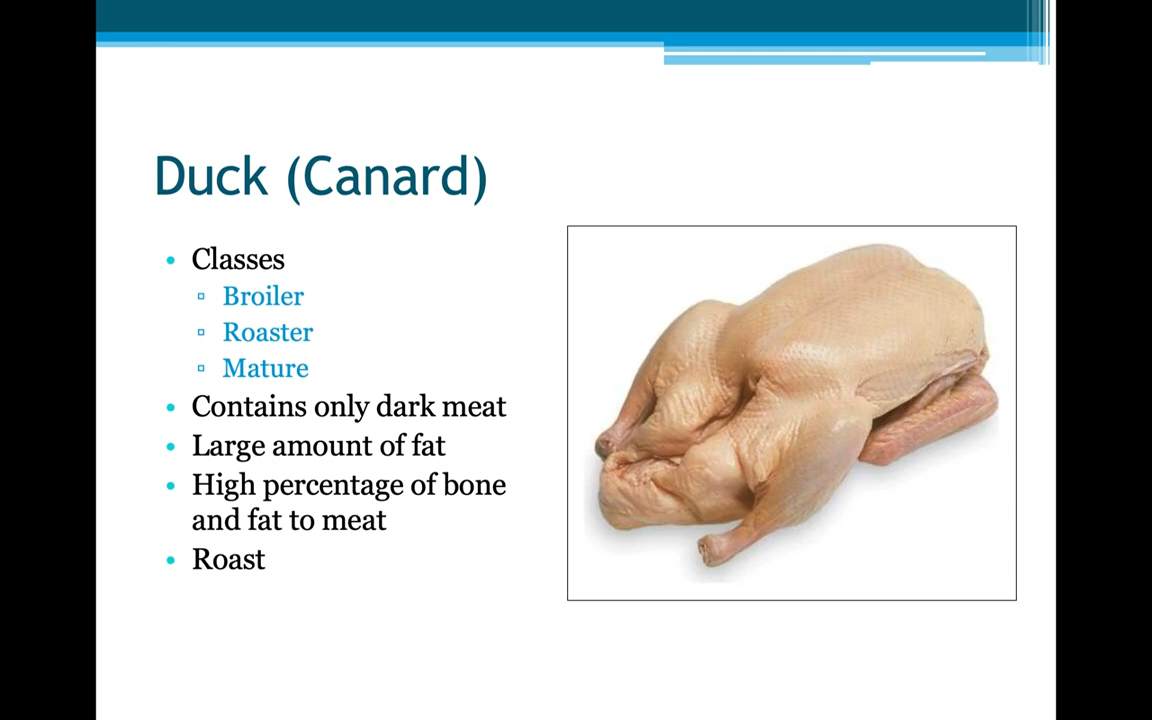 Duck (Canard)
• Classes
▫ Broiler
▫ Roaster
▫ Mature
• Contains only dark meat
• Large amount of fat
• High percentage of bone
and fat to meat
• Roast